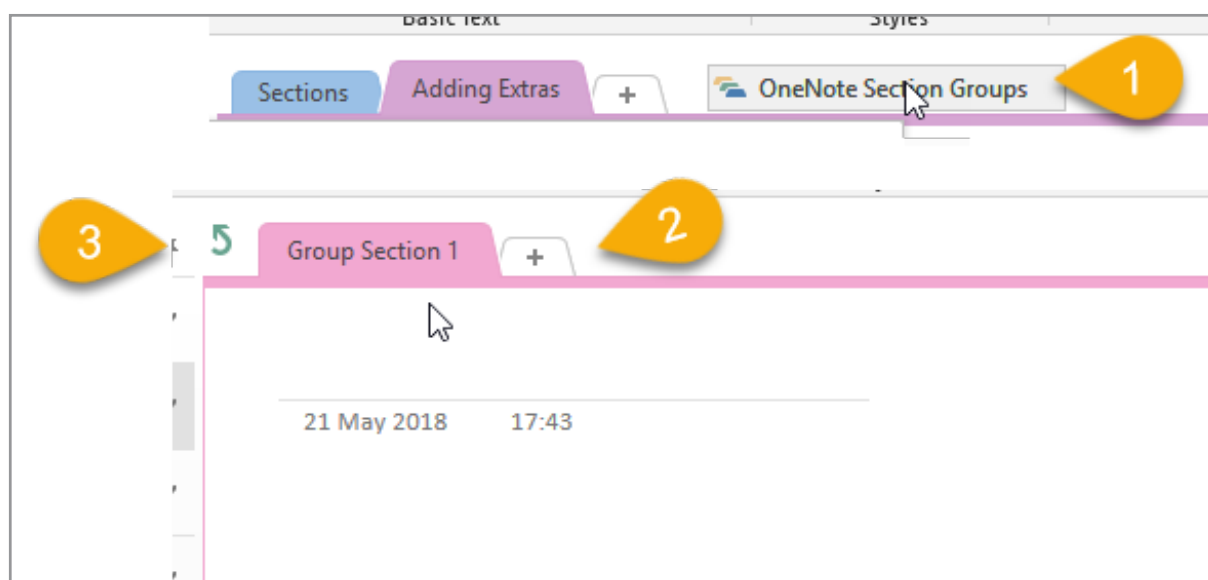 Basic Text Styles
Sections Adding Extras + OneNote Section Groups 1
3 Group Section 1 + 2
21 May 2018 17:43